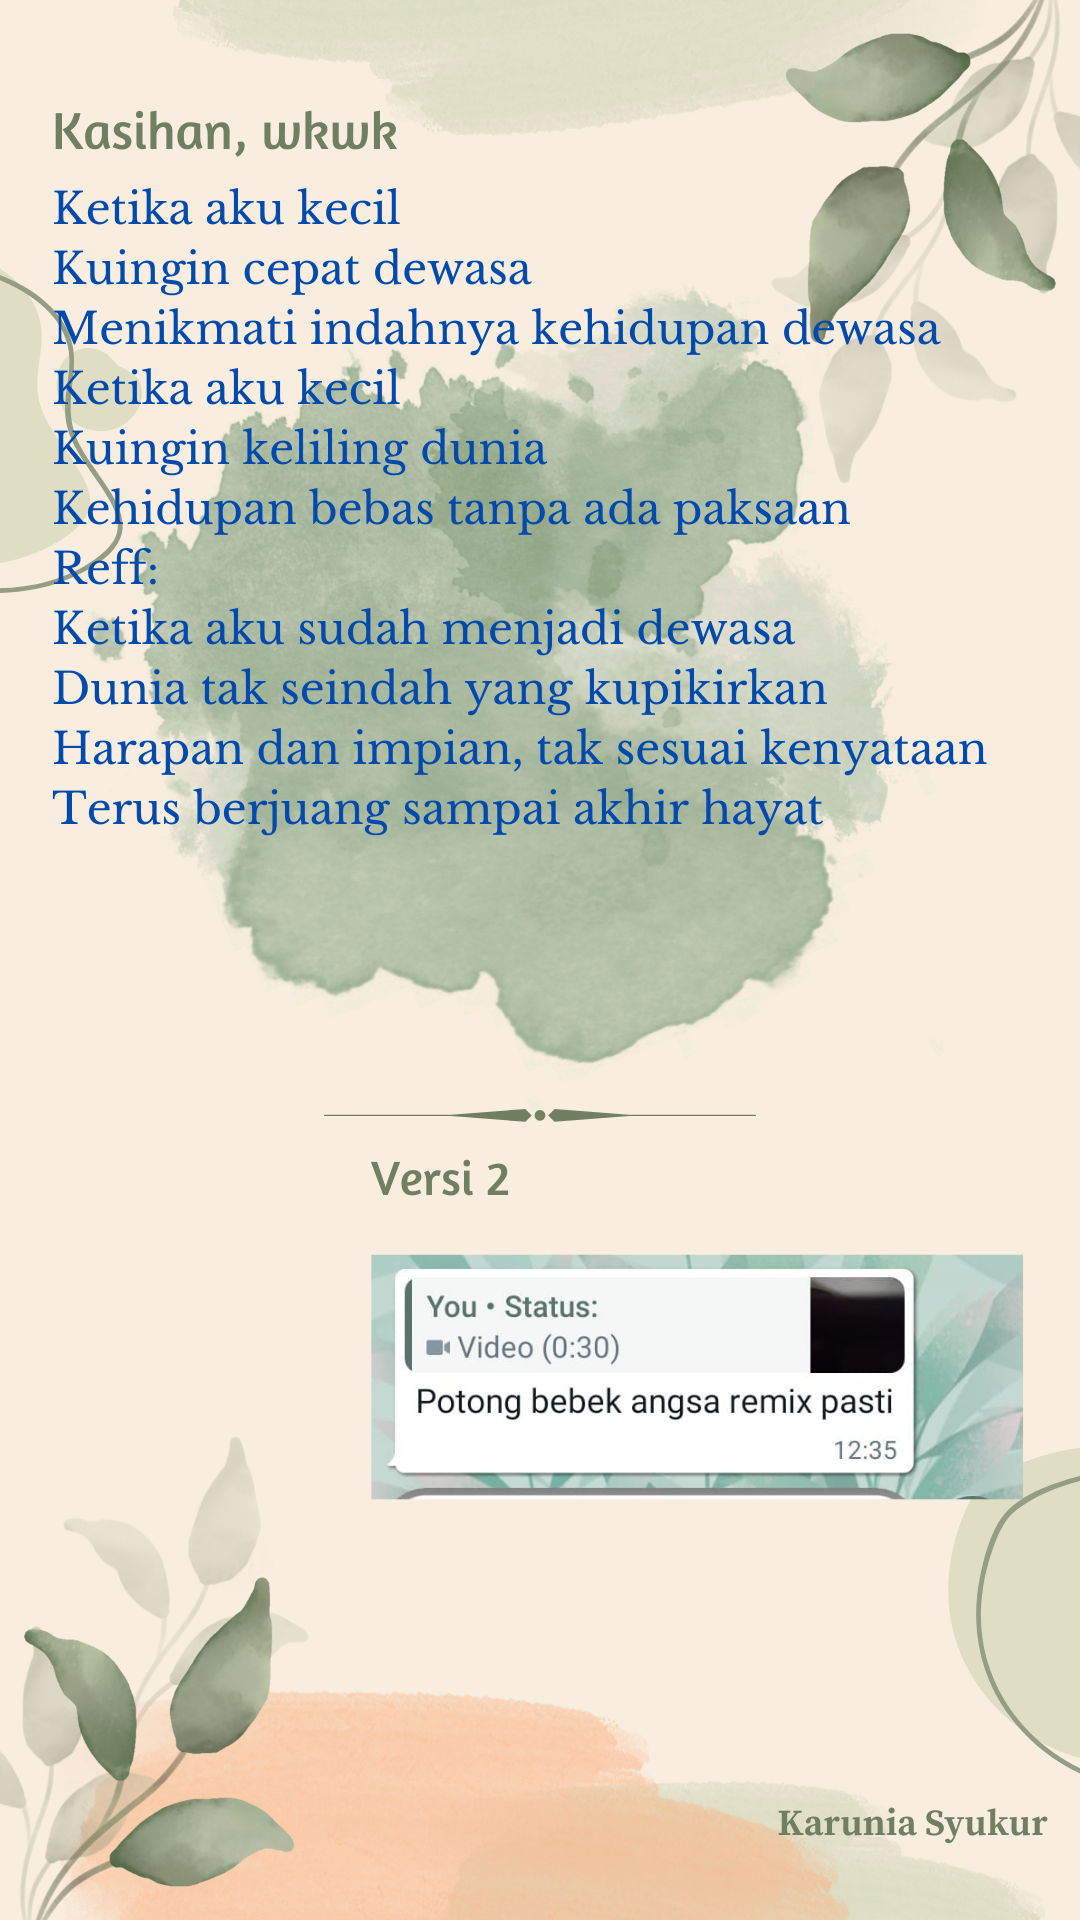 Kasihan, wkwk
Ketika aku kecil
Kuingin cepat dewasa
Menikmati indahnya kehidupan dewasa
Ketika aku kecil
Kuingin keliling dunia
Kehidupan bebas tanpa ada paksaan
Reff:
Ketika aku sudah menjadi dewasa
Dunia tak seindah yang kupikirkan
Harapan dan impian, tak sesuai kenyataan
Terus berjuang sampai akhir hayat
Versi 2
You • Status:
Video (0:30)
Potong bebek angsa remix pasti
12:35
Karunia Syukur